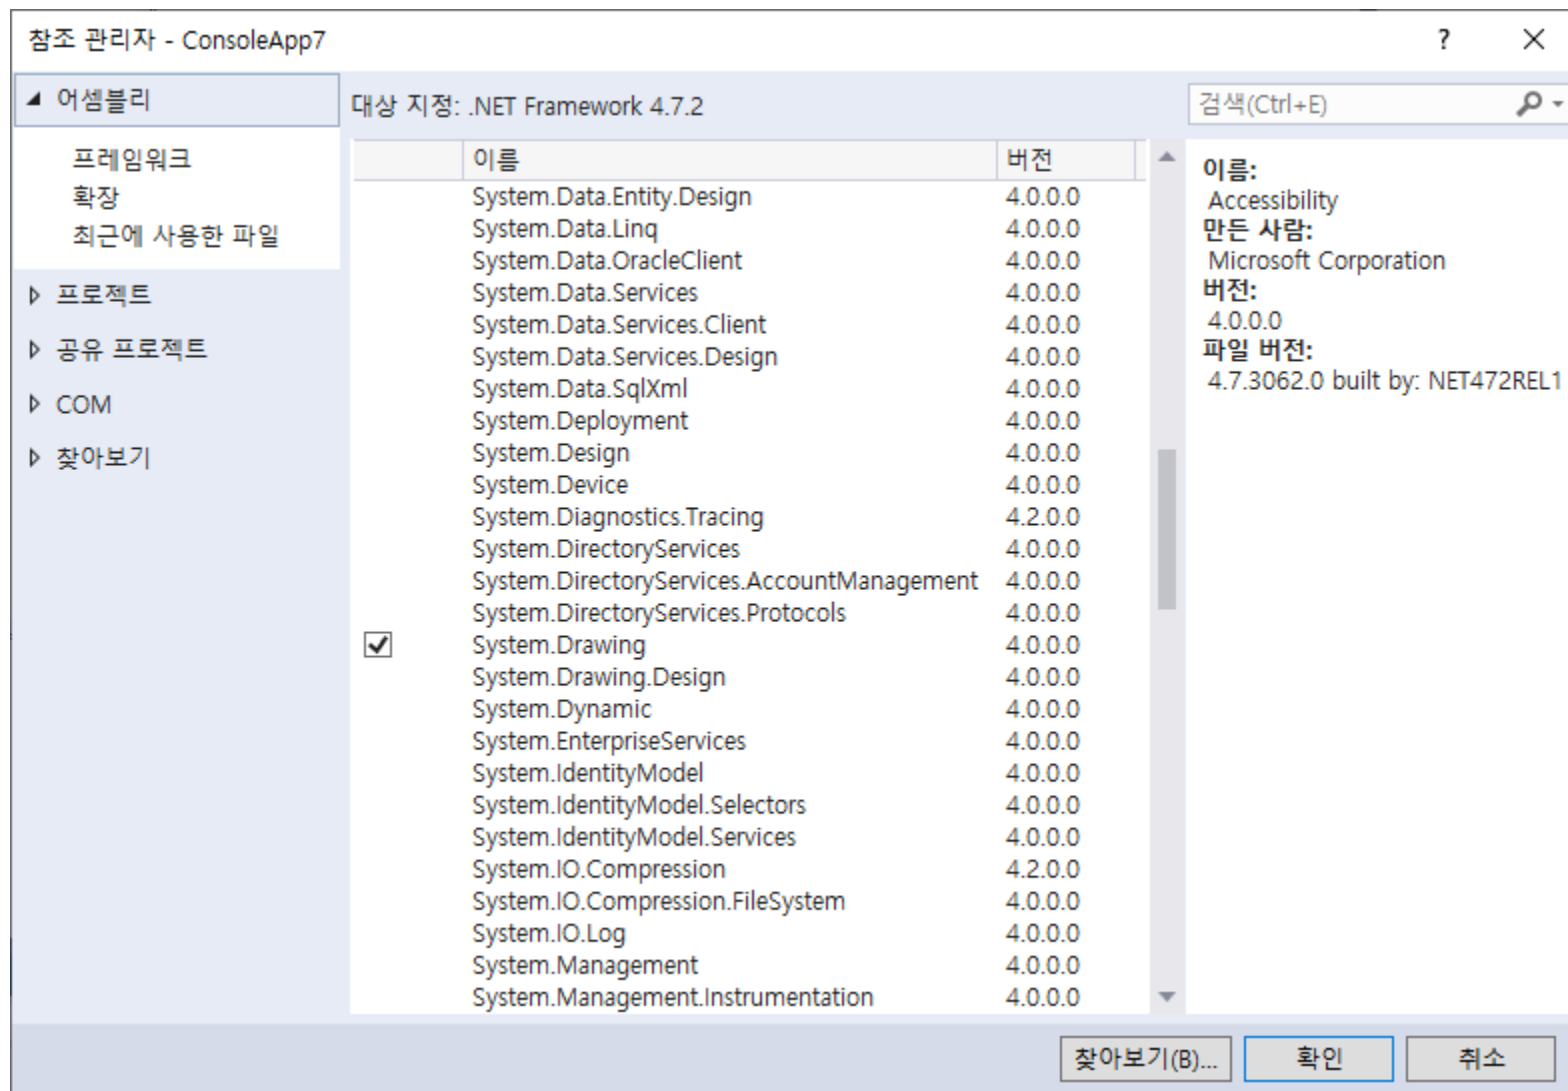 참조 관리자 - ConsoleApp7
?
어셈블리
프레임워크
확장
최근에 사용한 파일
프로젝트
공유 프로젝트
COM
찾아보기
대상 지정: .NET Framework 4.7.2
검색(Ctrl+E)
이름 버전
System.Data.Entity.Design 4.0.0.0
System.Data.Linq 4.0.0.0
System.Data.OracleClient 4.0.0.0
System.Data.Services 4.0.0.0
System.Data.Services.Client 4.0.0.0
System.Data.Services.Design 4.0.0.0
System.Data.SqlXml 4.0.0.0
System.Deployment 4.0.0.0
System.Design 4.0.0.0
System.Device 4.0.0.0
System.Diagnostics.Tracing 4.2.0.0
System.DirectoryServices 4.0.0.0
System.DirectoryServices.AccountManagement 4.0.0.0
System.DirectoryServices.Protocols 4.0.0.0
System.Drawing 4.0.0.0
System.Drawing.Design 4.0.0.0
System.Dynamic 4.0.0.0
System.EnterpriseServices 4.0.0.0
System.IdentityModel 4.0.0.0
System.IdentityModel.Selectors 4.0.0.0
System.IdentityModel.Services 4.0.0.0
System.IO.Compression 4.2.0.0
System.IO.Compression.FileSystem 4.0.0.0
System.IO.Log 4.0.0.0
System.Management 4.0.0.0
System.Management.Instrumentation 4.0.0.0
이름:
Accessibility
만든 사람:
Microsoft Corporation
버전:
4.0.0.0
파일 버전:
4.7.3062.0 built by: NET472REL1
찾아보기(B)... 확인 취소